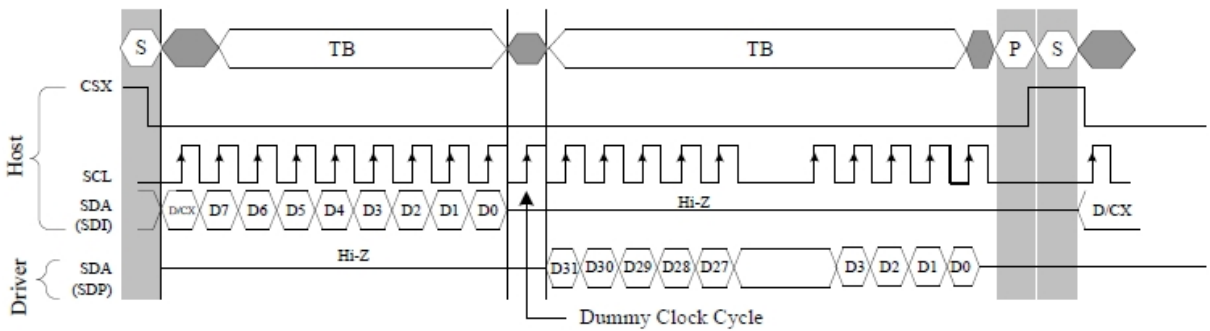 S TB TB P S
CSX
Host
SCL
SDA
(SDI)
D/CX D7 D6 D5 D4 D3 D2 D1 D0 Hi-Z D/CX
Driver
SDA
(SDP)
Hi-Z D31 D30 D29 D28 D27 D3 D2 D1 D0
Dummy Clock Cycle